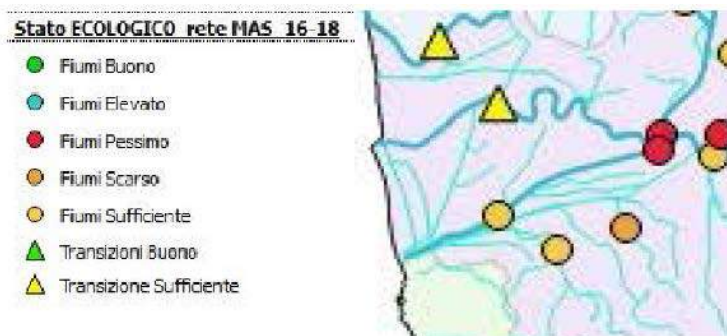 Stato ECOLOGICO rete MAS 16-18
Fiumi Buono
Fiumi Elevato
Fiumi Pessimo
Fiumi Scarso
Fiumi Sufficiente
Transizioni Buono
Transizione Sufficiente